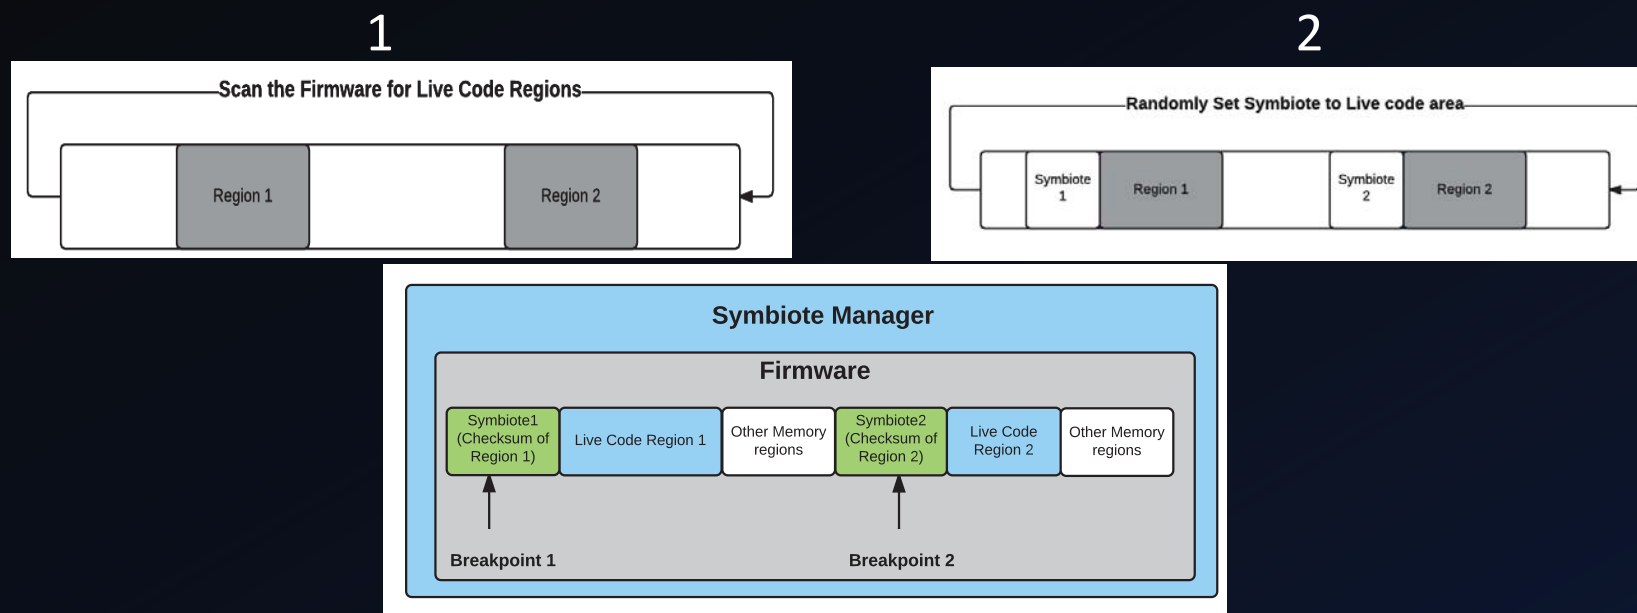 1
Scan the Firmware for Live Code Regions
Region 1
Region 2
2
Randomly Set Symbiote to Live code area
Symbiote
1
Region 1
Symbiote
2
Region 2
Symbiote Manager
Firmware
Symbiote1
(Checksum of
Region 1)
Live Code Region 1
Other Memory
regions
Symbiote2
(Checksum of
Region 2)
Live Code
Region 2
Other Memory
regions
Breakpoint 1
Breakpoint 2